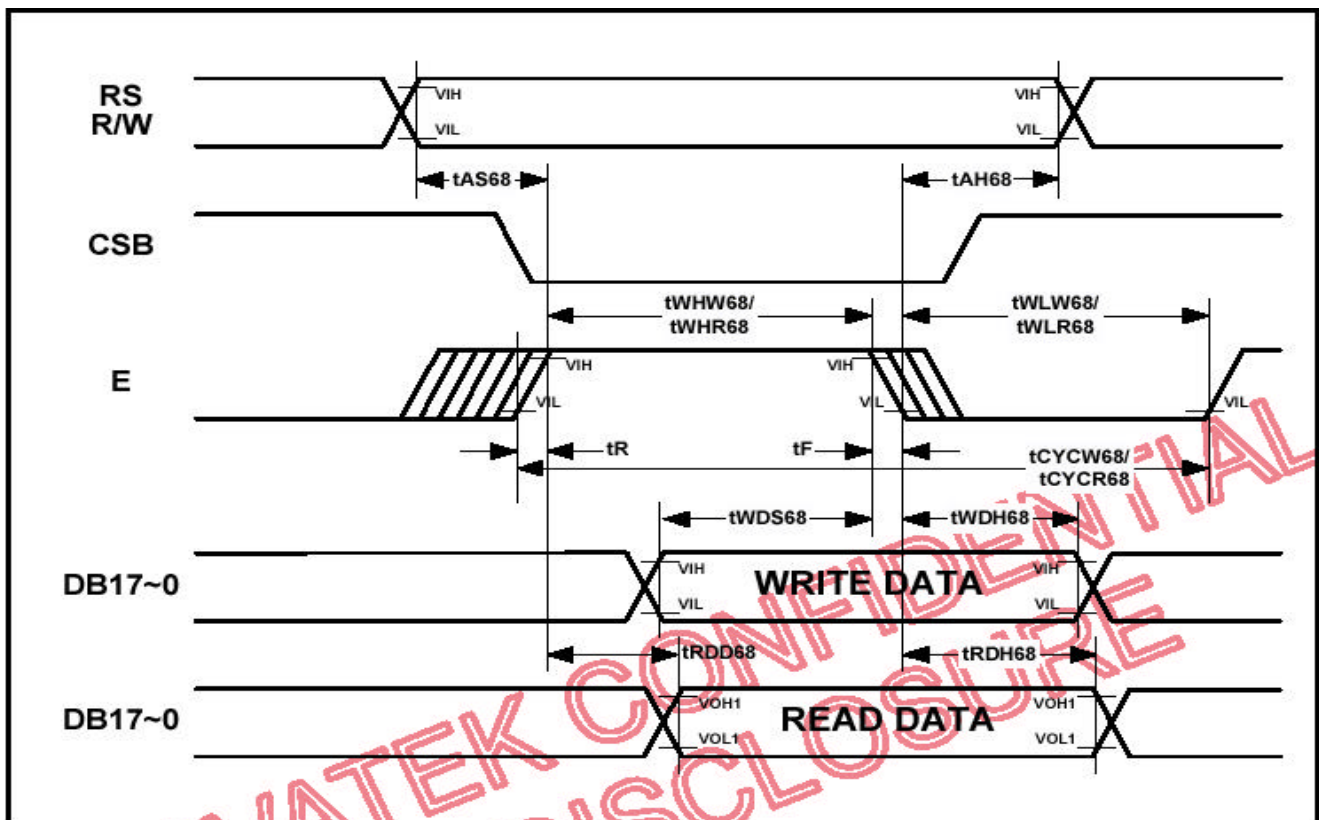 RS
R/W
VIH
VIH
VIL
VIL
tAS68
tAH68
CSB
tWHW68/
tWHR68
tWLW68/
tWLR68
E
VIH
VIH
VIL
VIL
VIL
tR
tF
tCYCW68/
tCYCR68
tWDS68
tWDH68
DB17~0
VIH
WRITE DATA
VIH
VIL
VIL
tRDD68
tRDH68
DB17~0
VOH1
READ DATA
VOH1
VOL1
VOL1
VATEK CONFIDENTIAL
DISCLOSURE